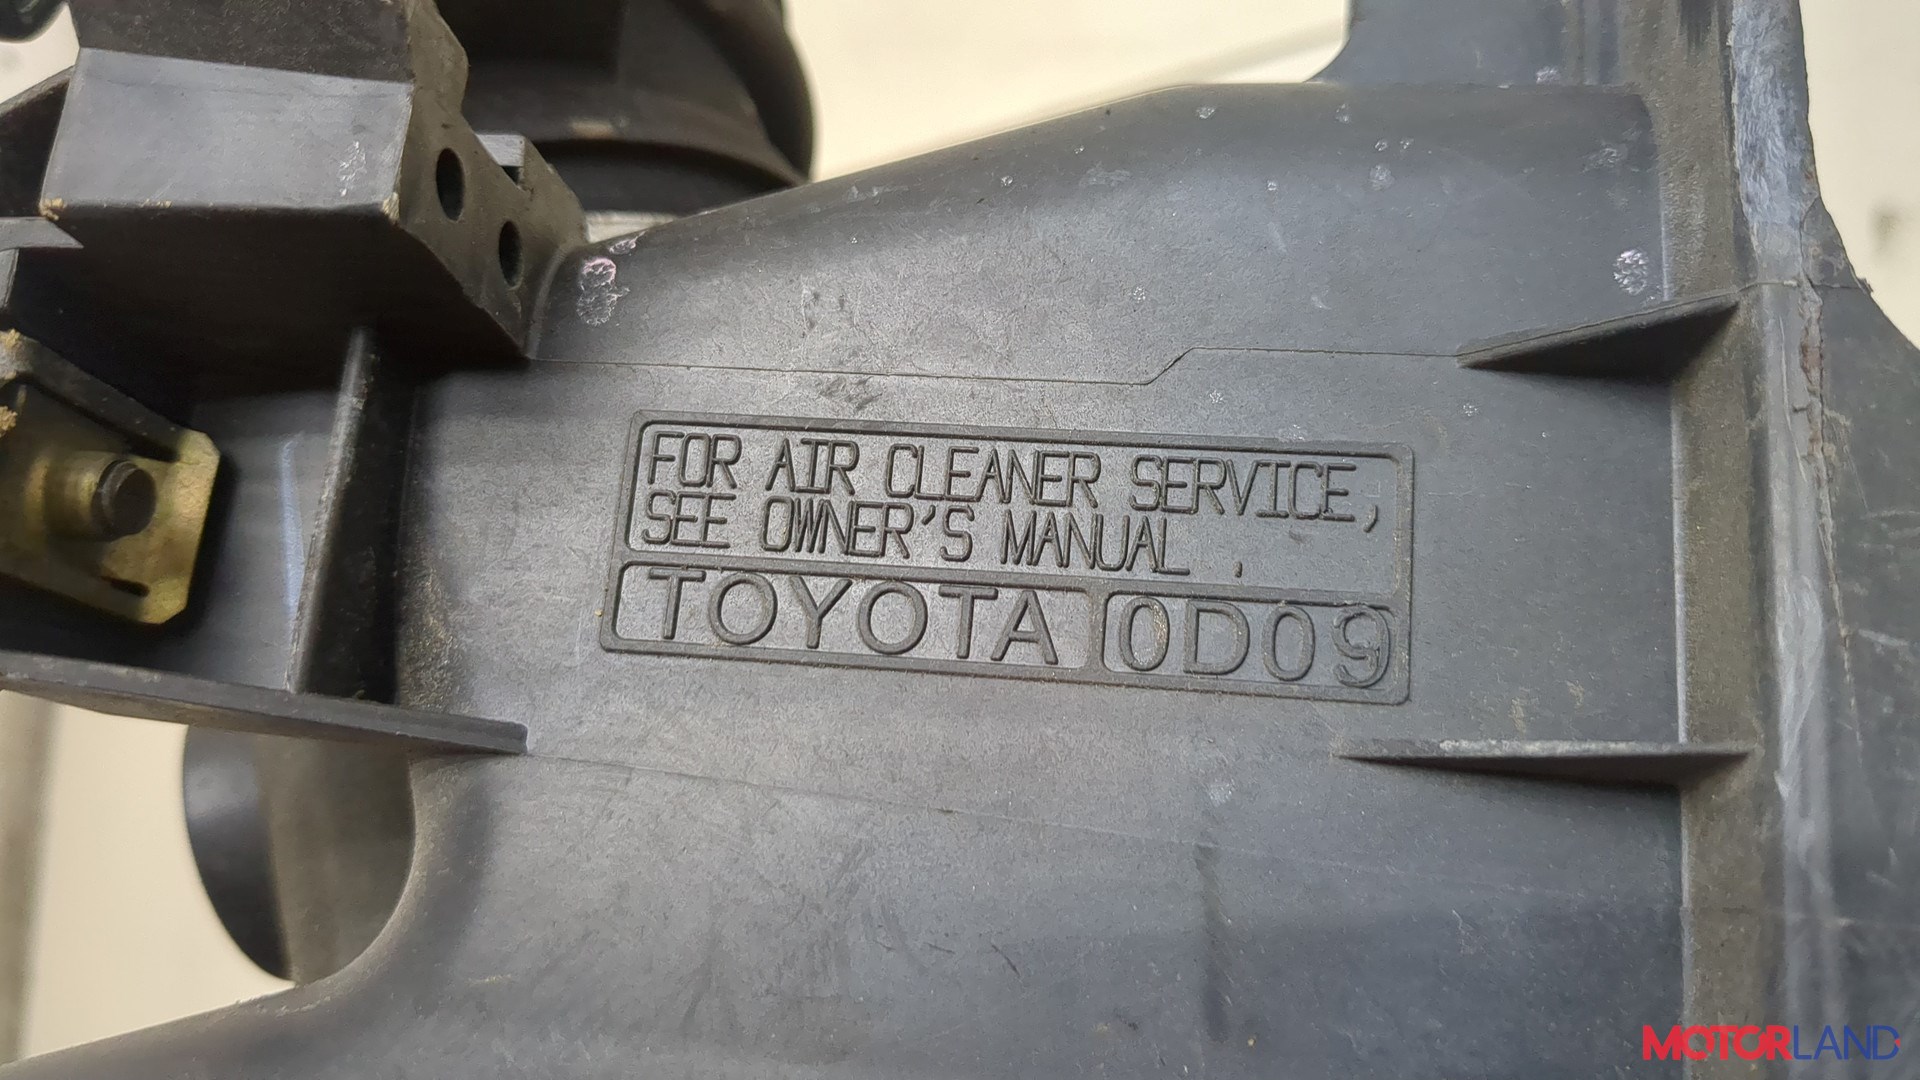 FOR AIR CLEANER SERVICE,
SEE OWNER'S MANUAL .
TOYOTA 0D09
MOTORLAND